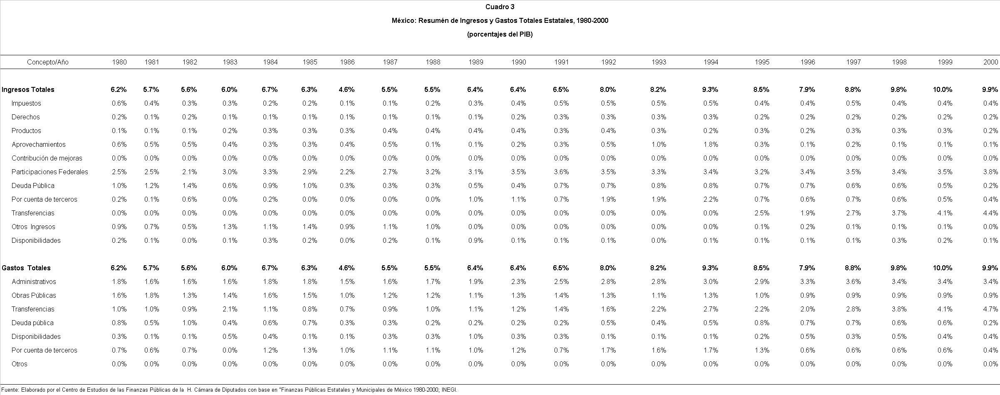 Cuadro 3
México: Resumén de Ingresos y Gastos Totales Estatales, 1980-2000
(porcentajes del PIB)
Concepto/Año 1980 1981 1982 1983 1984 1985 1986 1987 1988 1989 1990 1991 1992 1993 1994 1995 1996 1997 1998 1999 2000
Ingresos Totales 6.2% 5.7% 5.6% 6.0% 6.7% 6.3% 4.6% 5.5% 5.5% 6.4% 6.4% 6.5% 8.0% 8.2% 9.3% 8.5% 7.9% 8.8% 9.8% 10.0% 9.9%
Impuestos 0.6% 0.4% 0.3% 0.3% 0.2% 0.2% 0.1% 0.1% 0.2% 0.3% 0.4% 0.5% 0.5% 0.5% 0.5% 0.4% 0.4% 0.5% 0.4% 0.4% 0.4%
Derechos 0.2% 0.1% 0.2% 0.1% 0.1% 0.1% 0.1% 0.1% 0.1% 0.1% 0.2% 0.3% 0.3% 0.3% 0.3% 0.2% 0.2% 0.2% 0.2% 0.2% 0.2%
Productos 0.1% 0.1% 0.1% 0.2% 0.3% 0.3% 0.3% 0.4% 0.4% 0.4% 0.4% 0.3% 0.4% 0.3% 0.2% 0.3% 0.2% 0.3% 0.3% 0.3% 0.2%
Aprovechamientos 0.6% 0.5% 0.5% 0.4% 0.3% 0.3% 0.4% 0.5% 0.1% 0.1% 0.2% 0.3% 0.5% 1.0% 1.8% 0.3% 0.1% 0.2% 0.1% 0.1% 0.1%
Contribución de mejoras 0.0% 0.0% 0.0% 0.0% 0.0% 0.0% 0.0% 0.0% 0.0% 0.0% 0.0% 0.0% 0.0% 0.0% 0.0% 0.0% 0.0% 0.0% 0.0% 0.0% 0.0%
Participaciones Federales 2.5% 2.5% 2.1% 3.0% 3.3% 2.9% 2.2% 2.7% 3.2% 3.1% 3.5% 3.6% 3.5% 3.3% 3.4% 3.2% 3.4% 3.5% 3.4% 3.5% 3.8%
Deuda Pública 1.0% 1.2% 1.4% 0.6% 0.9% 1.0% 0.3% 0.3% 0.3% 0.5% 0.4% 0.7% 0.7% 0.8% 0.8% 0.7% 0.7% 0.6% 0.6% 0.5% 0.2%
Por cuenta de terceros 0.2% 0.1% 0.6% 0.0% 0.2% 0.0% 0.0% 0.0% 0.0% 1.0% 1.1% 0.7% 1.9% 1.9% 2.2% 0.7% 0.6% 0.7% 0.6% 0.5% 0.4%
Transferencias 0.0% 0.0% 0.0% 0.0% 0.0% 0.0% 0.0% 0.0% 0.0% 0.0% 0.0% 0.0% 0.0% 0.0% 0.0% 2.5% 1.9% 2.7% 3.7% 4.1% 4.4%
Otros Ingresos 0.9% 0.7% 0.5% 1.3% 1.1% 1.4% 0.9% 1.1% 1.0% 0.0% 0.0% 0.0% 0.0% 0.0% 0.0% 0.1% 0.2% 0.1% 0.1% 0.1% 0.0%
Disponibilidades 0.2% 0.1% 0.0% 0.1% 0.3% 0.2% 0.0% 0.2% 0.1% 0.9% 0.1% 0.1% 0.1% 0.0% 0.1% 0.1% 0.1% 0.1% 0.3% 0.2% 0.1%
Gastos Totales 6.2% 5.7% 5.6% 6.0% 6.7% 6.3% 4.6% 5.5% 5.5% 6.4% 6.4% 6.5% 8.0% 8.2% 9.3% 8.5% 7.9% 8.8% 9.8% 10.0% 9.9%
Administrativos 1.8% 1.6% 1.6% 1.6% 1.8% 1.8% 1.5% 1.6% 1.7% 1.9% 2.3% 2.5% 2.8% 2.8% 3.0% 2.9% 3.3% 3.6% 3.4% 3.4% 3.4%
Obras Públicas 1.6% 1.8% 1.3% 1.4% 1.6% 1.5% 1.0% 1.2% 1.2% 1.1% 1.3% 1.4% 1.3% 1.1% 1.3% 1.0% 0.9% 0.9% 0.9% 0.9% 0.9%
Transferencias 1.0% 1.0% 0.9% 2.1% 1.1% 0.8% 0.7% 0.9% 1.0% 1.1% 1.2% 1.4% 1.6% 2.2% 2.7% 2.2% 2.0% 2.8% 3.8% 4.1% 4.7%
Deuda pública 0.8% 0.5% 1.0% 0.4% 0.6% 0.7% 0.3% 0.3% 0.2% 0.2% 0.2% 0.2% 0.5% 0.4% 0.5% 0.8% 0.7% 0.7% 0.6% 0.6% 0.2%
Disponibilidades 0.3% 0.1% 0.1% 0.5% 0.4% 0.1% 0.1% 0.3% 0.3% 1.0% 0.3% 0.3% 0.1% 0.1% 0.1% 0.2% 0.5% 0.3% 0.5% 0.4% 0.4%
Por cuenta de terceros 0.7% 0.6% 0.7% 0.0% 1.2% 1.3% 1.0% 1.1% 1.1% 1.0% 1.2% 0.7% 1.7% 1.6% 1.7% 1.3% 0.6% 0.6% 0.6% 0.6% 0.4%
Otros 0.0% 0.0% 0.0% 0.0% 0.0% 0.0% 0.0% 0.0% 0.0% 0.0% 0.0% 0.0% 0.0% 0.0% 0.0% 0.0% 0.0% 0.0% 0.0% 0.0% 0.0%
Fuente: Elaborado por el Centro de Estudios de las Finanzas Públicas de la H. Cámara de Diputados con base en "Finanzas Públicas Estatales y Municipales de México 1980-2000; INEGI.